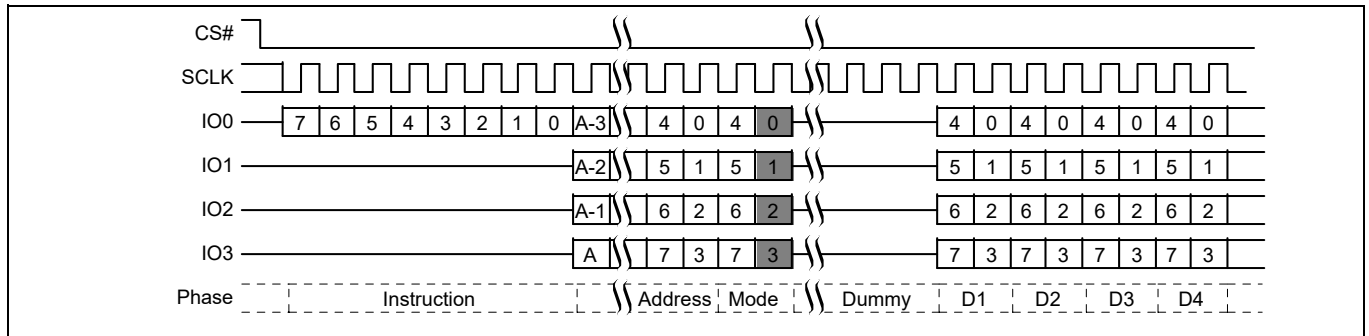 CS#
SCLK
IO0 7 6 5 4 3 2 1 0 A-3 4 0 4 0 4 0 4 0 4 0 4 0
IO1 A-2 5 1 5 1 5 1 5 1 5 1 5 1
IO2 A-1 6 2 6 2 6 2 6 2 6 2 6 2
IO3 A 7 3 7 3 7 3 7 3 7 3 7 3
Phase Instruction Address Mode Dummy D1 D2 D3 D4